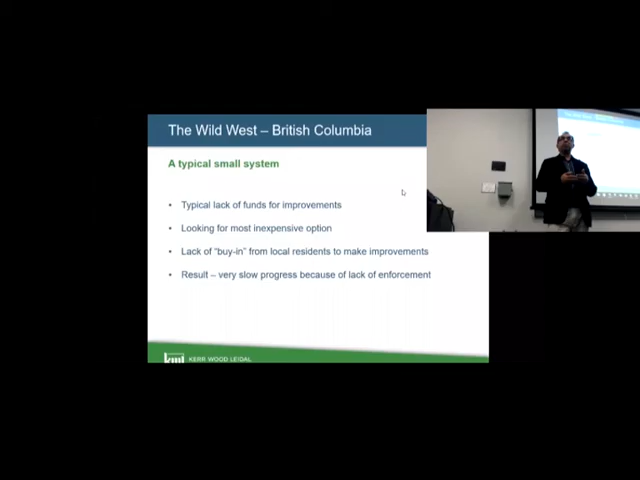 The Wild West – British Columbia
A typical small system
• Typical lack of funds for improvements
• Looking for most inexpensive option
• Lack of "buy-in" from local residents to make improvements
• Result – very slow progress because of lack of enforcement
KERR WOOD LEIDAL